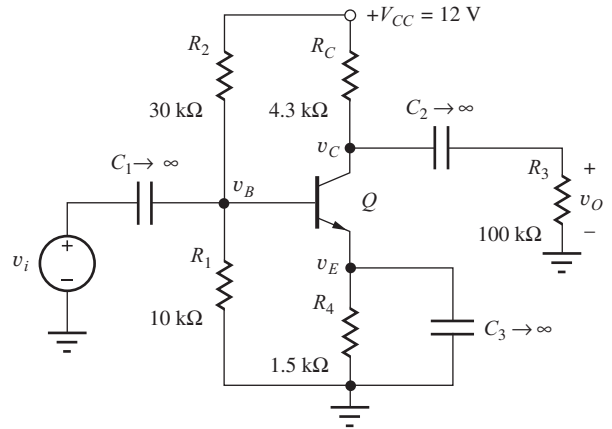 +V_CC = 12 V
R_2
R_C
30 kΩ
4.3 kΩ
C_2 → ∞
C_1 → ∞
v_C
R_3
+
v_B
Q
v_O
v_i
+
−
R_1
v_E
100 kΩ
−
10 kΩ
R_4
C_3 → ∞
1.5 kΩ